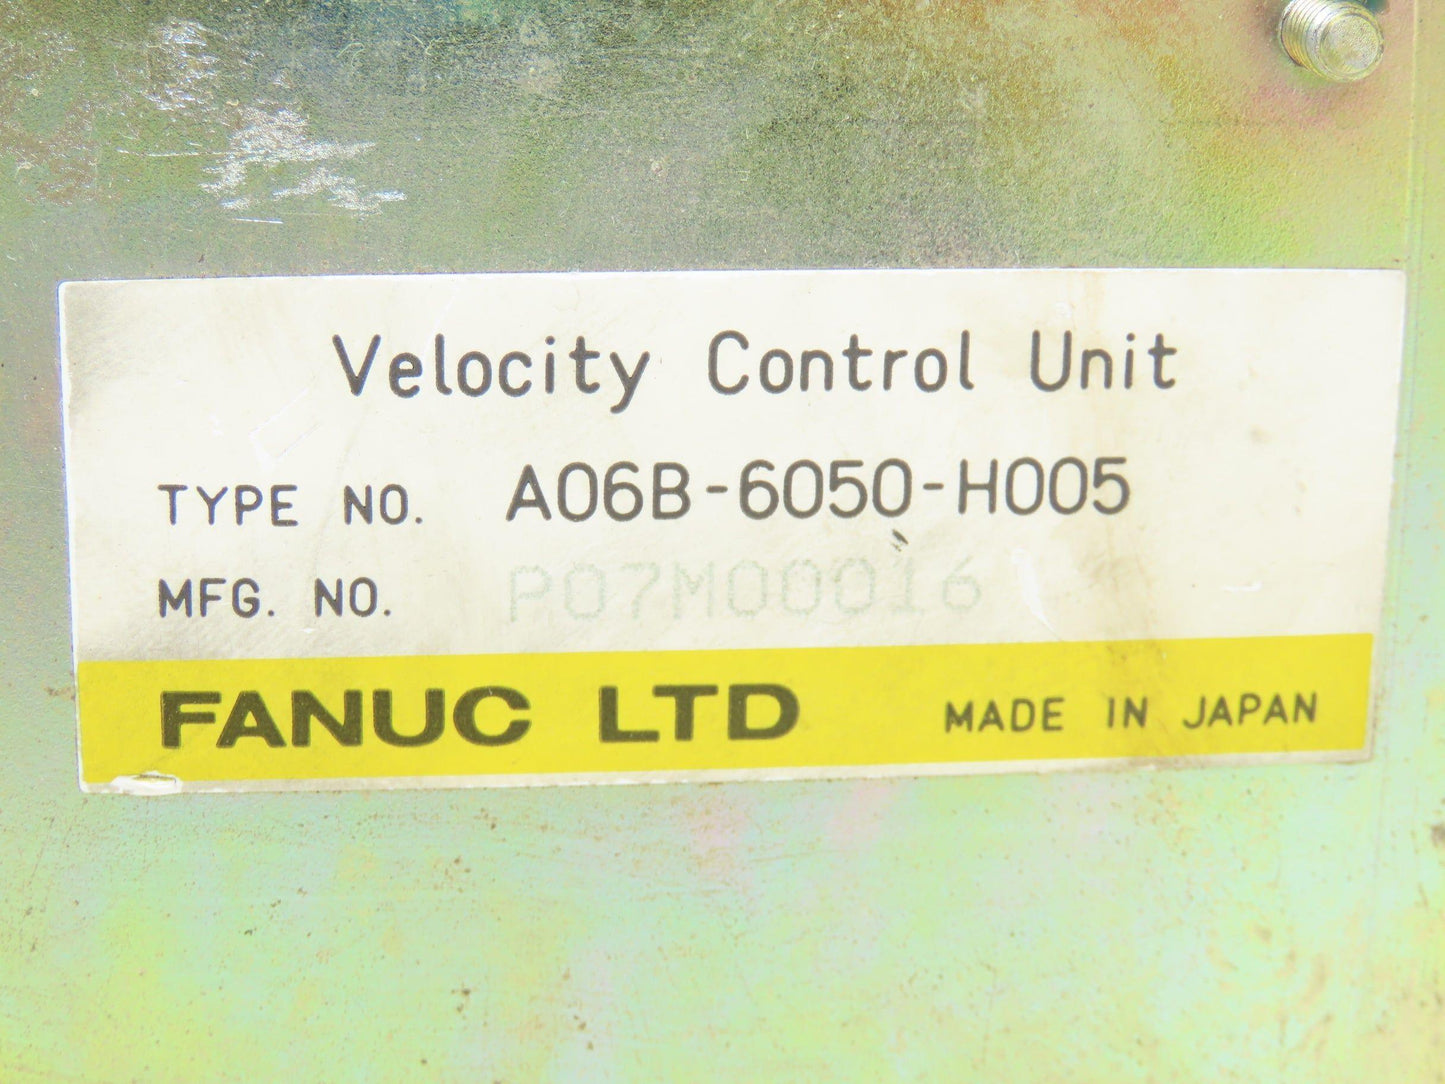 Velocity Control Unit
TYPE NO. A06B-6050-H005
MFG. NO. P07M00016
FANUC LTD MADE IN JAPAN